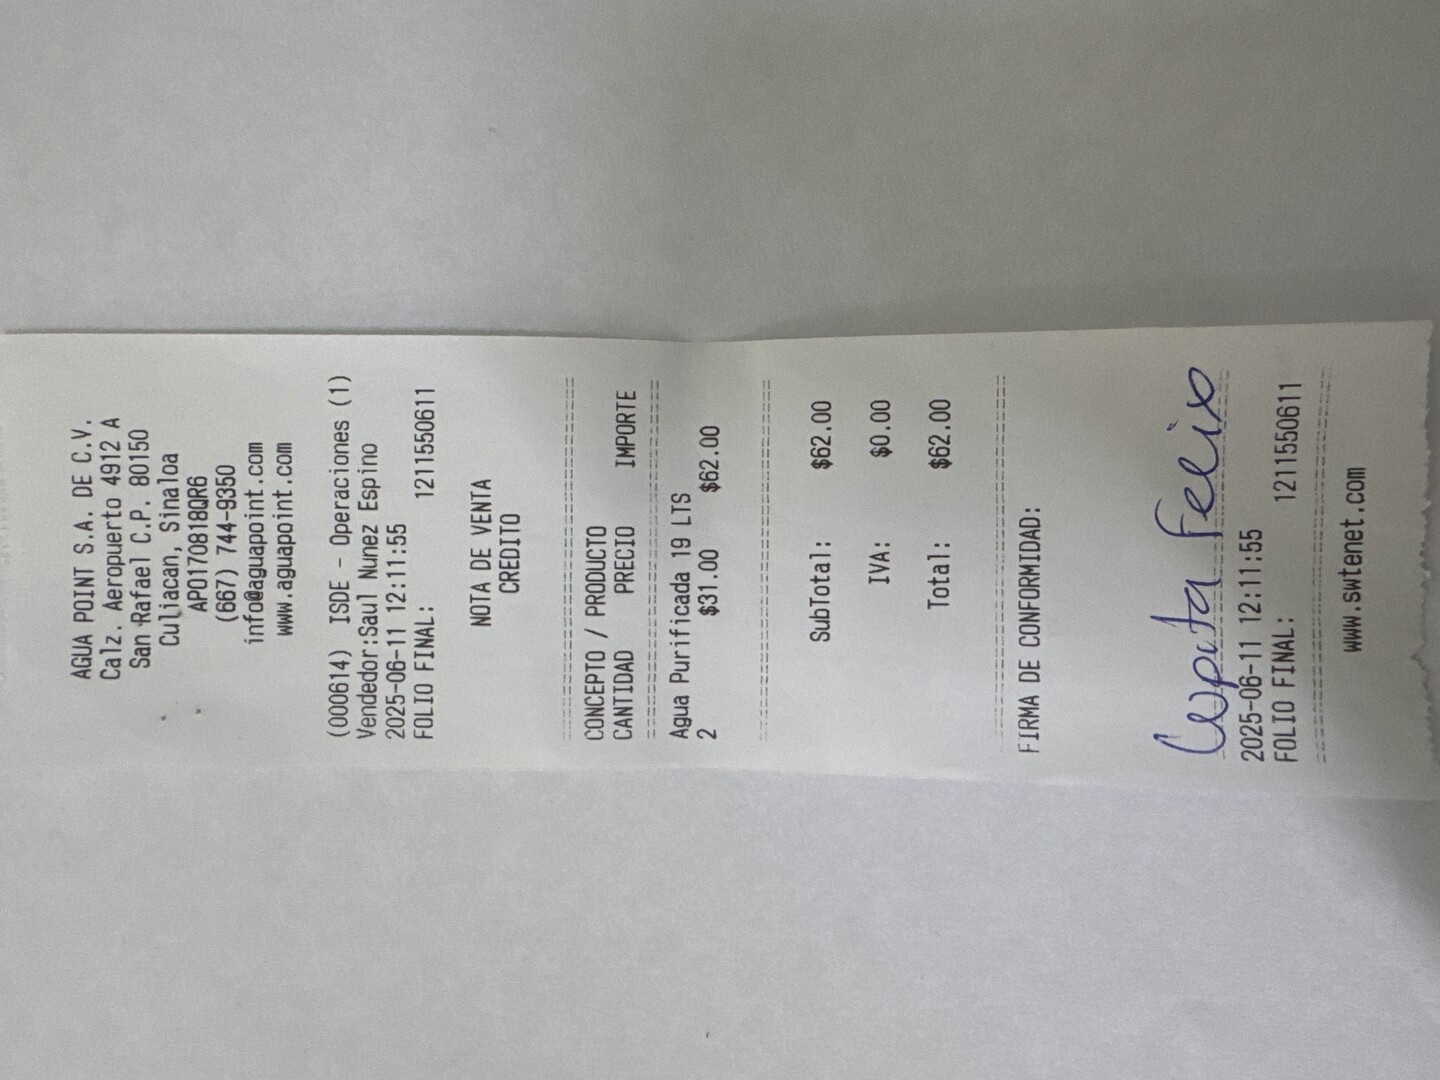 AGUA POINT S.A. DE C.V.
Calz. Aeropuerto 4912 A
San Rafael C.P. 80150
Culiacan, Sinaloa
APO170818QR6
(667) 744-9350
info@aguapoint.com
www.aguapoint.com
(000614) ISDE - Operaciones (1)
Vendedor:Saul Nunez Espino
2025-06-11 12:11:55
FOLIO FINAL: 1211550611
NOTA DE VENTA
CREDITO
CONCEPTO / PRODUCTO
CANTIDAD PRECIO IMPORTE
Agua Purificada 19 LTS
2 $31.00 $62.00
SubTotal: $62.00
IVA: $0.00
Total: $62.00
FIRMA DE CONFORMIDAD:
Lupita Felix
2025-06-11 12:11:55
FOLIO FINAL: 1211550611
www.swtenet.com